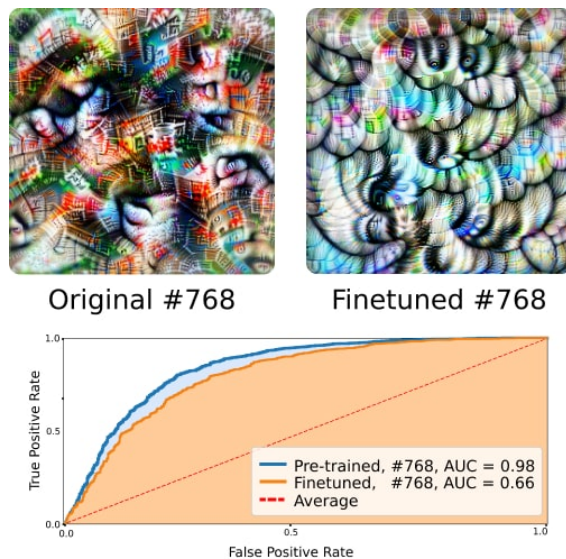 Original #768
Finetuned #768
1.0
0.5
0.0
True Positive Rate
0.0
0.5
1.0
False Positive Rate
Pre-trained, #768, AUC = 0.98
Finetuned, #768, AUC = 0.66
Average